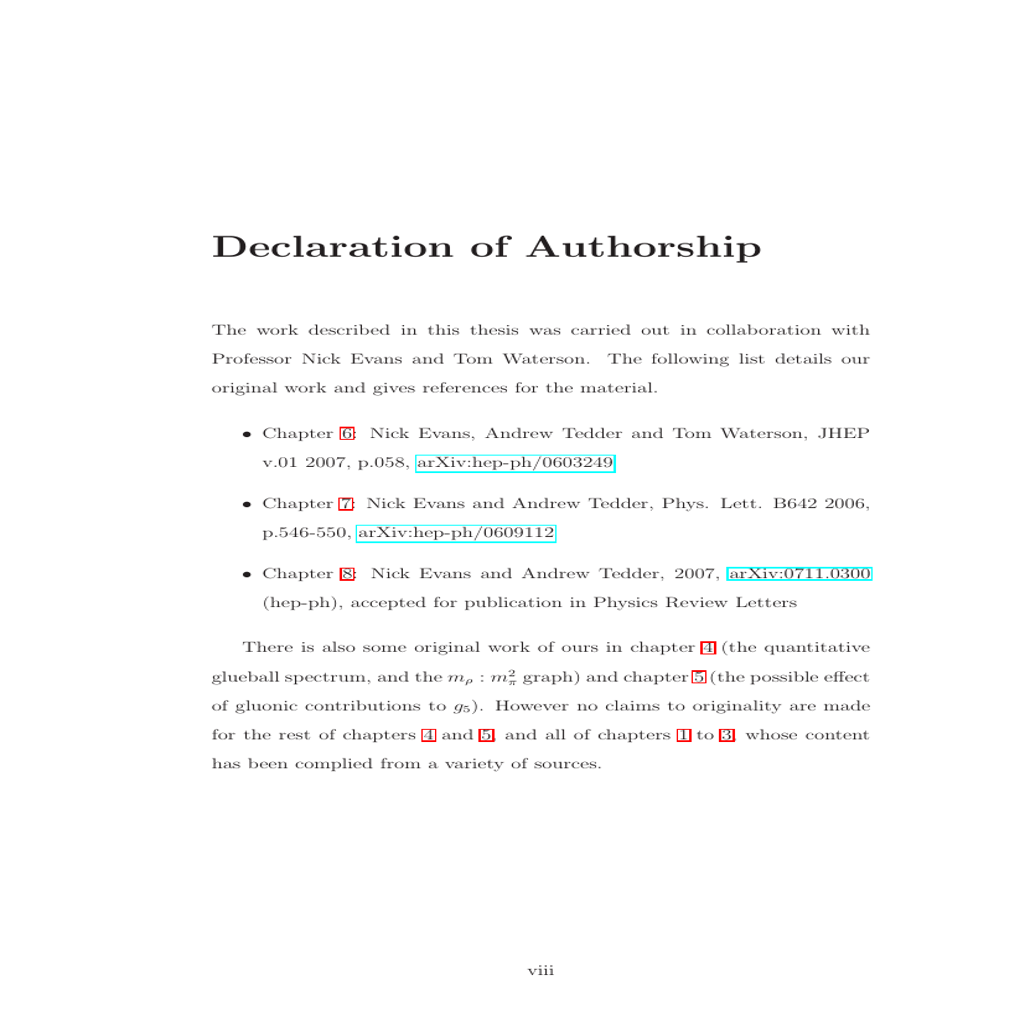 Declaration of Authorship
The work described in this thesis was carried out in collaboration with
Professor Nick Evans and Tom Waterson. The following list details our
original work and gives references for the material.
• Chapter 6: Nick Evans, Andrew Tedder and Tom Waterson, JHEP
v.01 2007, p.058, arXiv:hep-ph/0603249
• Chapter 7: Nick Evans and Andrew Tedder, Phys. Lett. B642 2006,
p.546-550, arXiv:hep-ph/0609112
• Chapter 8: Nick Evans and Andrew Tedder, 2007, arXiv:0711.0300
(hep-ph), accepted for publication in Physics Review Letters
There is also some original work of ours in chapter 4 (the quantitative
glueball spectrum, and the $m_\rho : m_\pi^2$ graph) and chapter 5 (the possible effect
of gluonic contributions to $g_5$). However no claims to originality are made
for the rest of chapters 4 and 5, and all of chapters 1 to 3, whose content
has been complied from a variety of sources.
viii